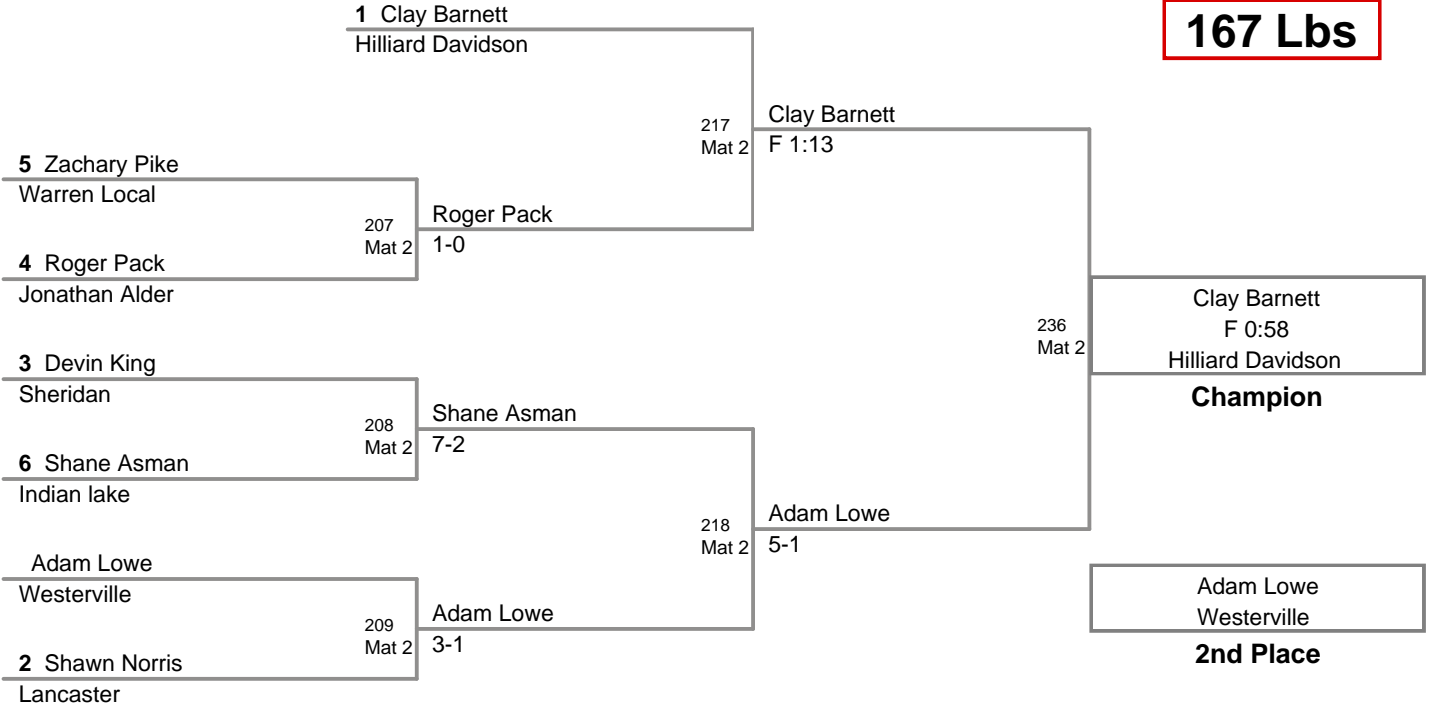 1 Clay Barnett
Hilliard Davidson
167 Lbs
217
Mat 2
Clay Barnett
F 1:13
5 Zachary Pike
Warren Local
207
Mat 2
Roger Pack
1-0
4 Roger Pack
Jonathan Alder
236
Mat 2
Clay Barnett
F 0:58
Hilliard Davidson
Champion
3 Devin King
Sheridan
208
Mat 2
Shane Asman
7-2
6 Shane Asman
Indian lake
218
Mat 2
Adam Lowe
5-1
Adam Lowe
Westerville
209
Mat 2
Adam Lowe
3-1
2 Shawn Norris
Lancaster
Adam Lowe
Westerville
2nd Place